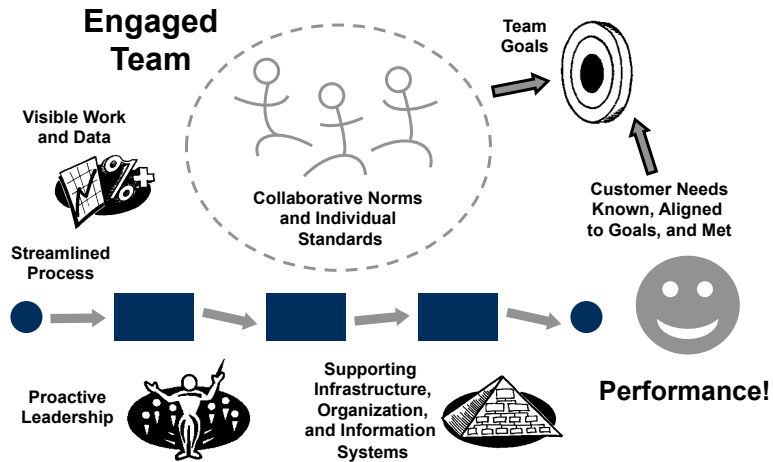 Engaged
Team
Team
Goals
Visible Work
and Data
Collaborative Norms
and Individual
Standards
Customer Needs
Known, Aligned
to Goals, and Met
Streamlined
Process
Proactive
Leadership
Supporting
Infrastructure,
Organization,
and Information
Systems
Performance!